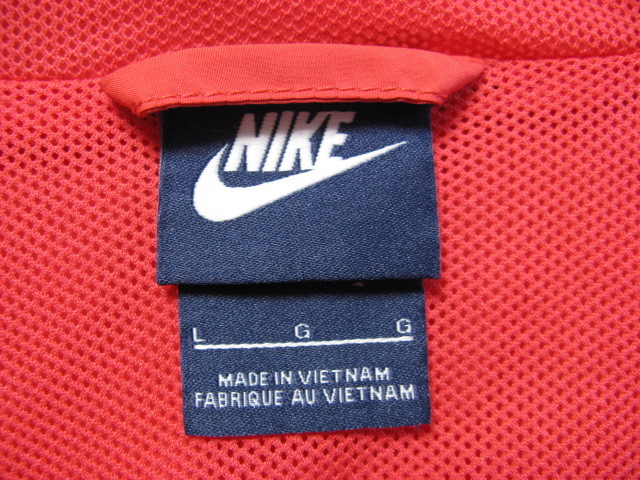 NIKE
L G G
MADE IN VIETNAM
FABRIQUE AU VIETNAM